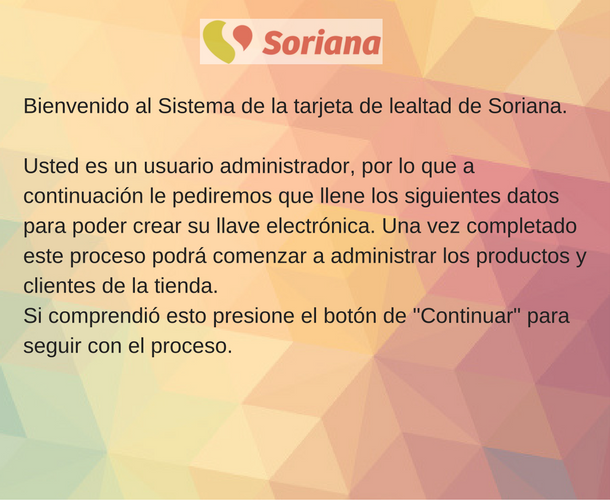 Soriana
Bienvenido al Sistema de la tarjeta de lealtad de Soriana.
Usted es un usuario administrador, por lo que a
continuación le pediremos que llene los siguientes datos
para poder crear su llave electrónica. Una vez completado
este proceso podrá comenzar a administrar los productos y
clientes de la tienda.
Si comprendió esto presione el botón de "Continuar" para
seguir con el proceso.